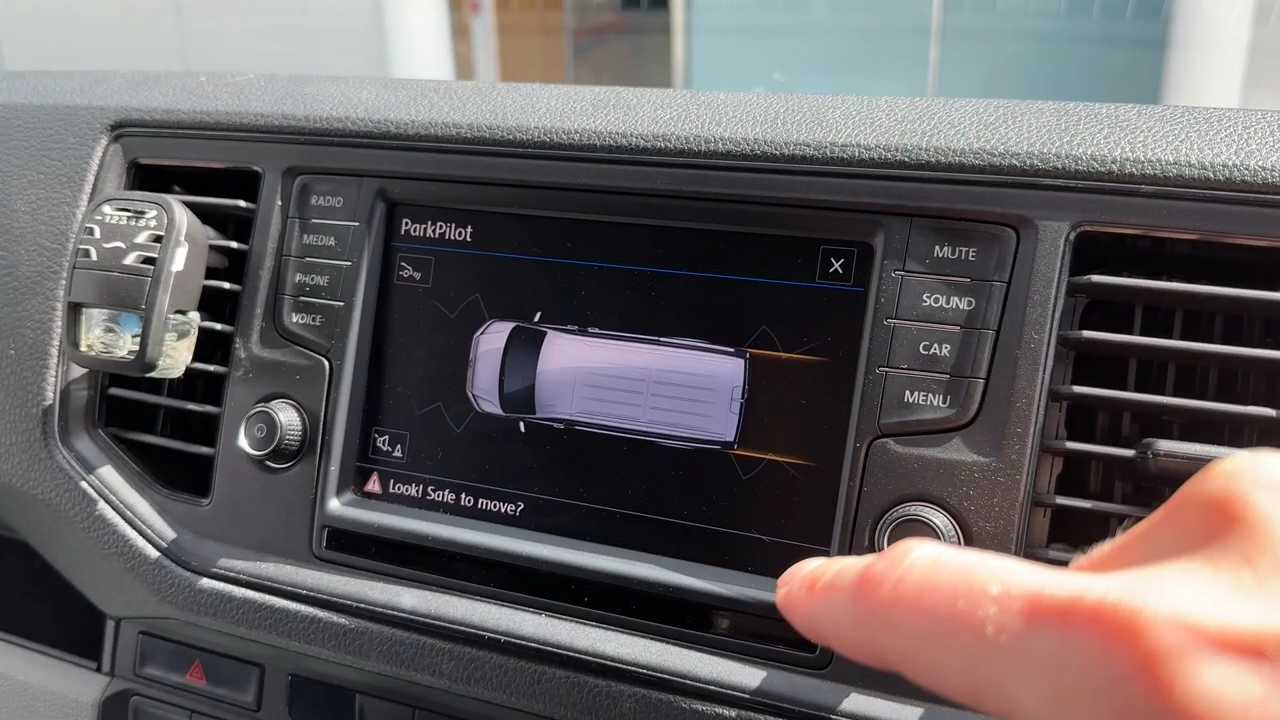 RADIO
MEDIA
PHONE
VOICE
ParkPilot
X
Look! Safe to move?
MUTE
SOUND
CAR
MENU